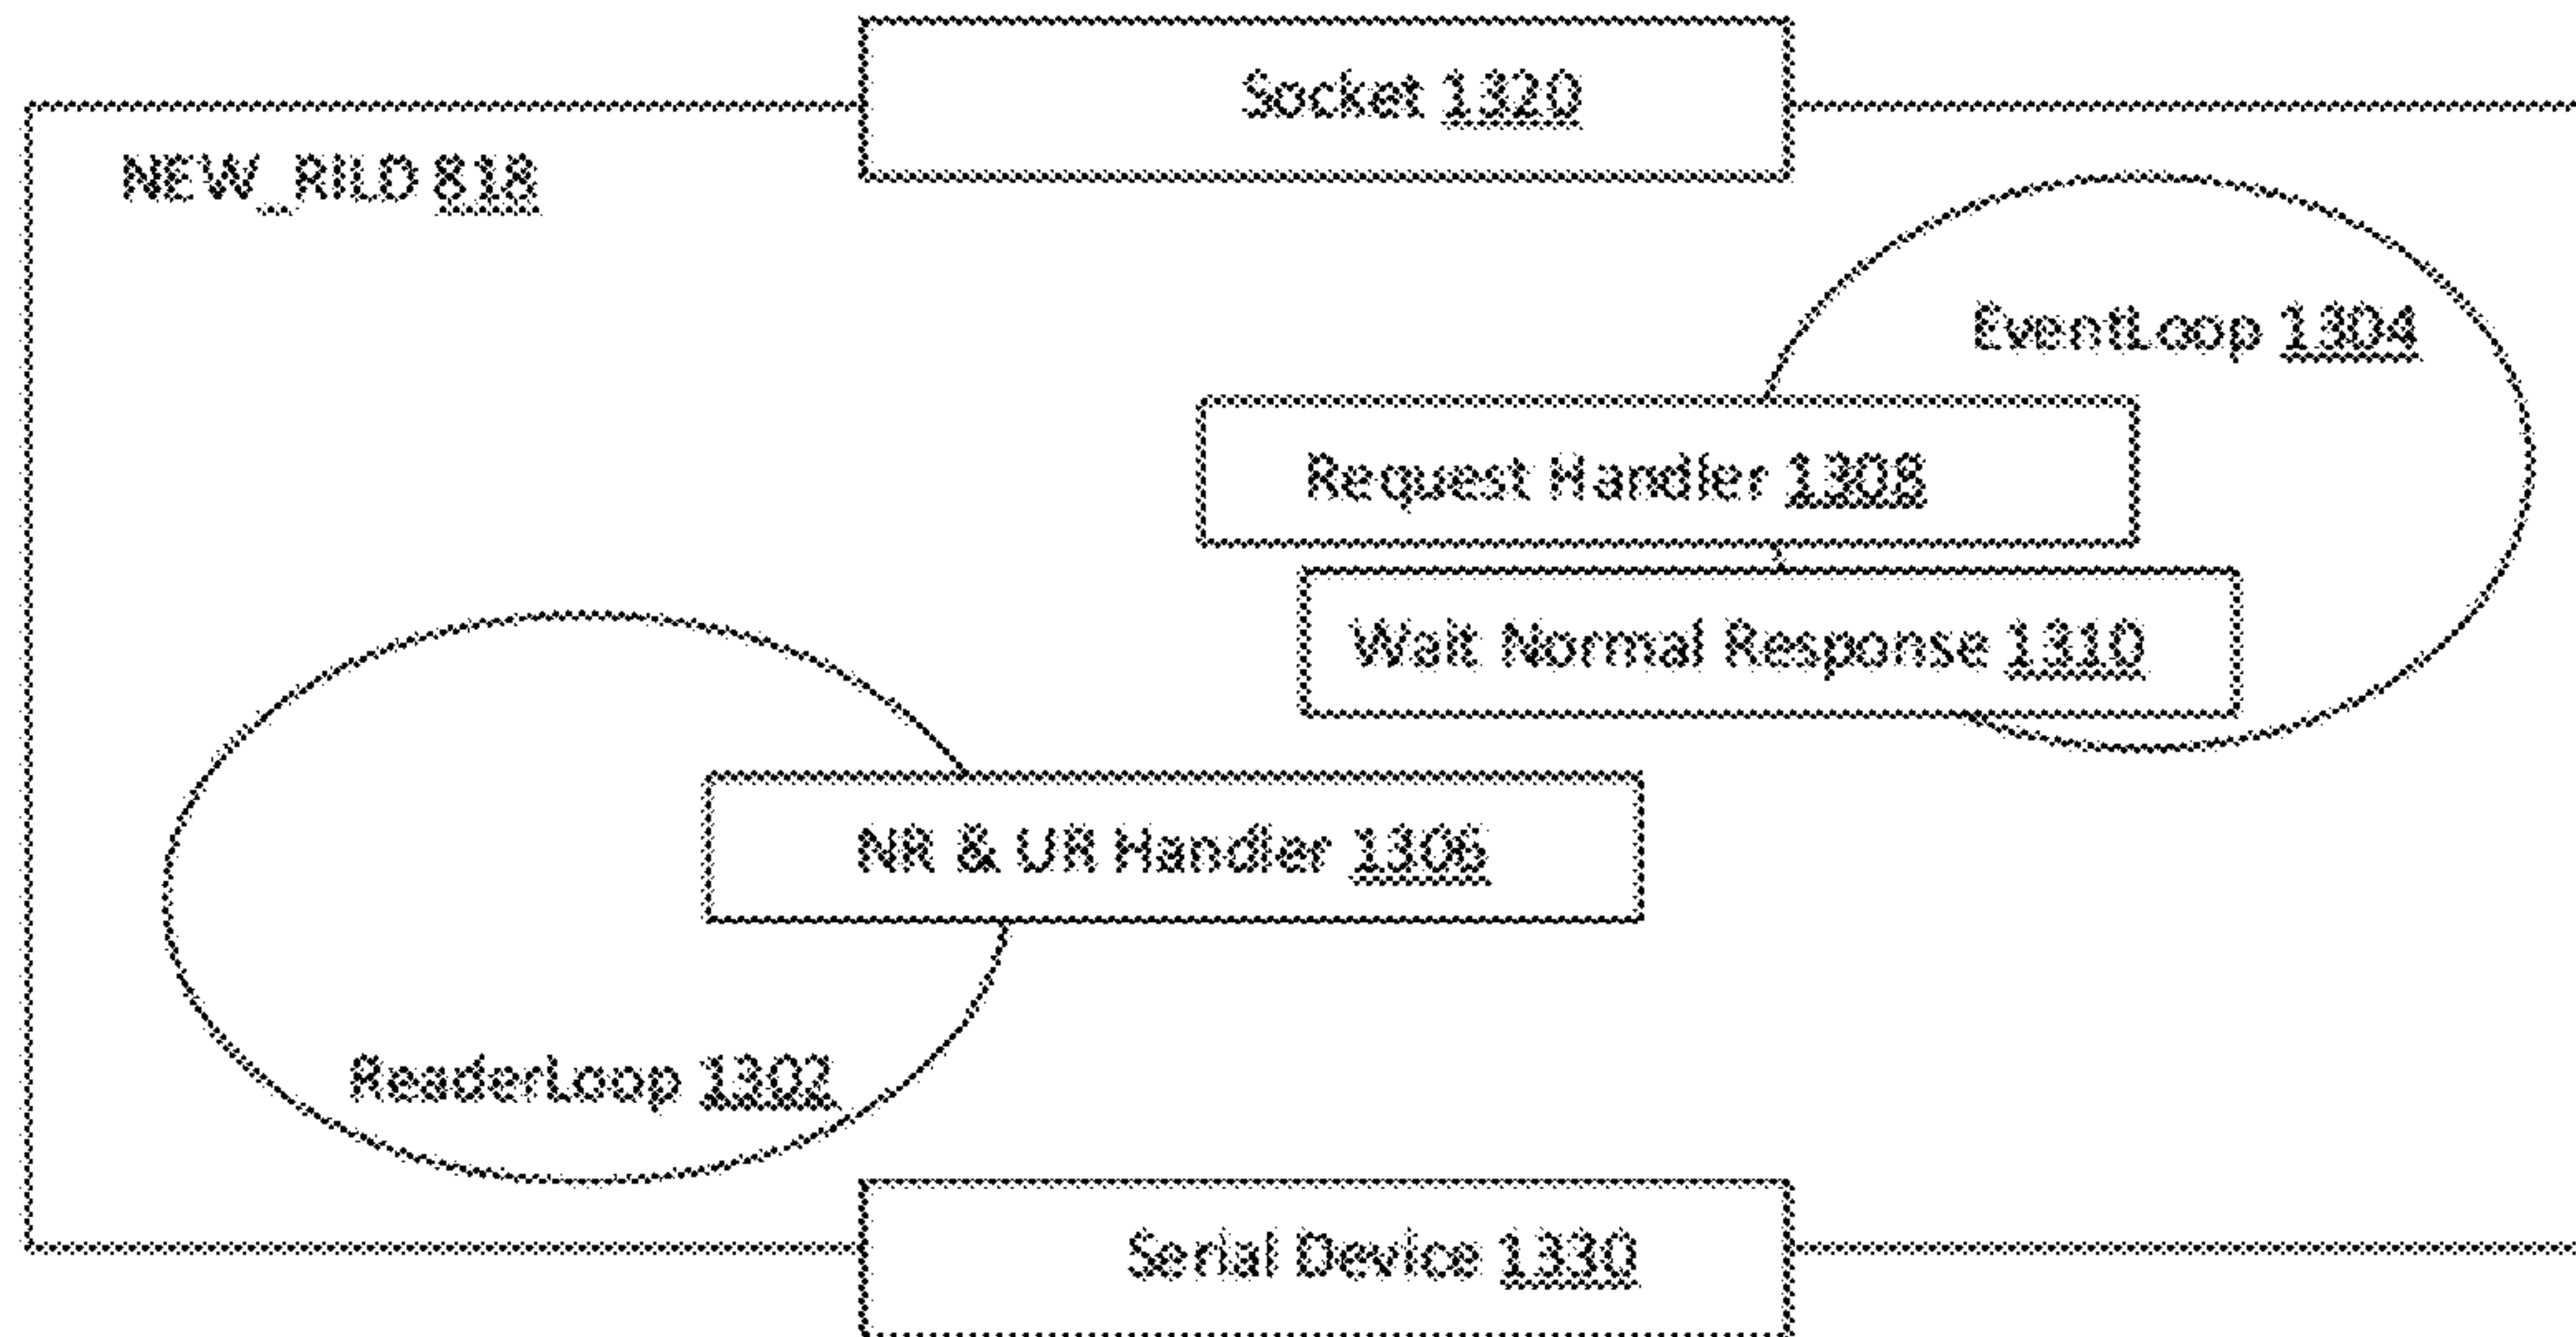 Socket 1320
NEW_RILD 818
EventLoop 1304
Request Handler 1308
Wait Normal Response 1310
NR & UR Handler 1306
ReaderLoop 1302
Serial Device 1330